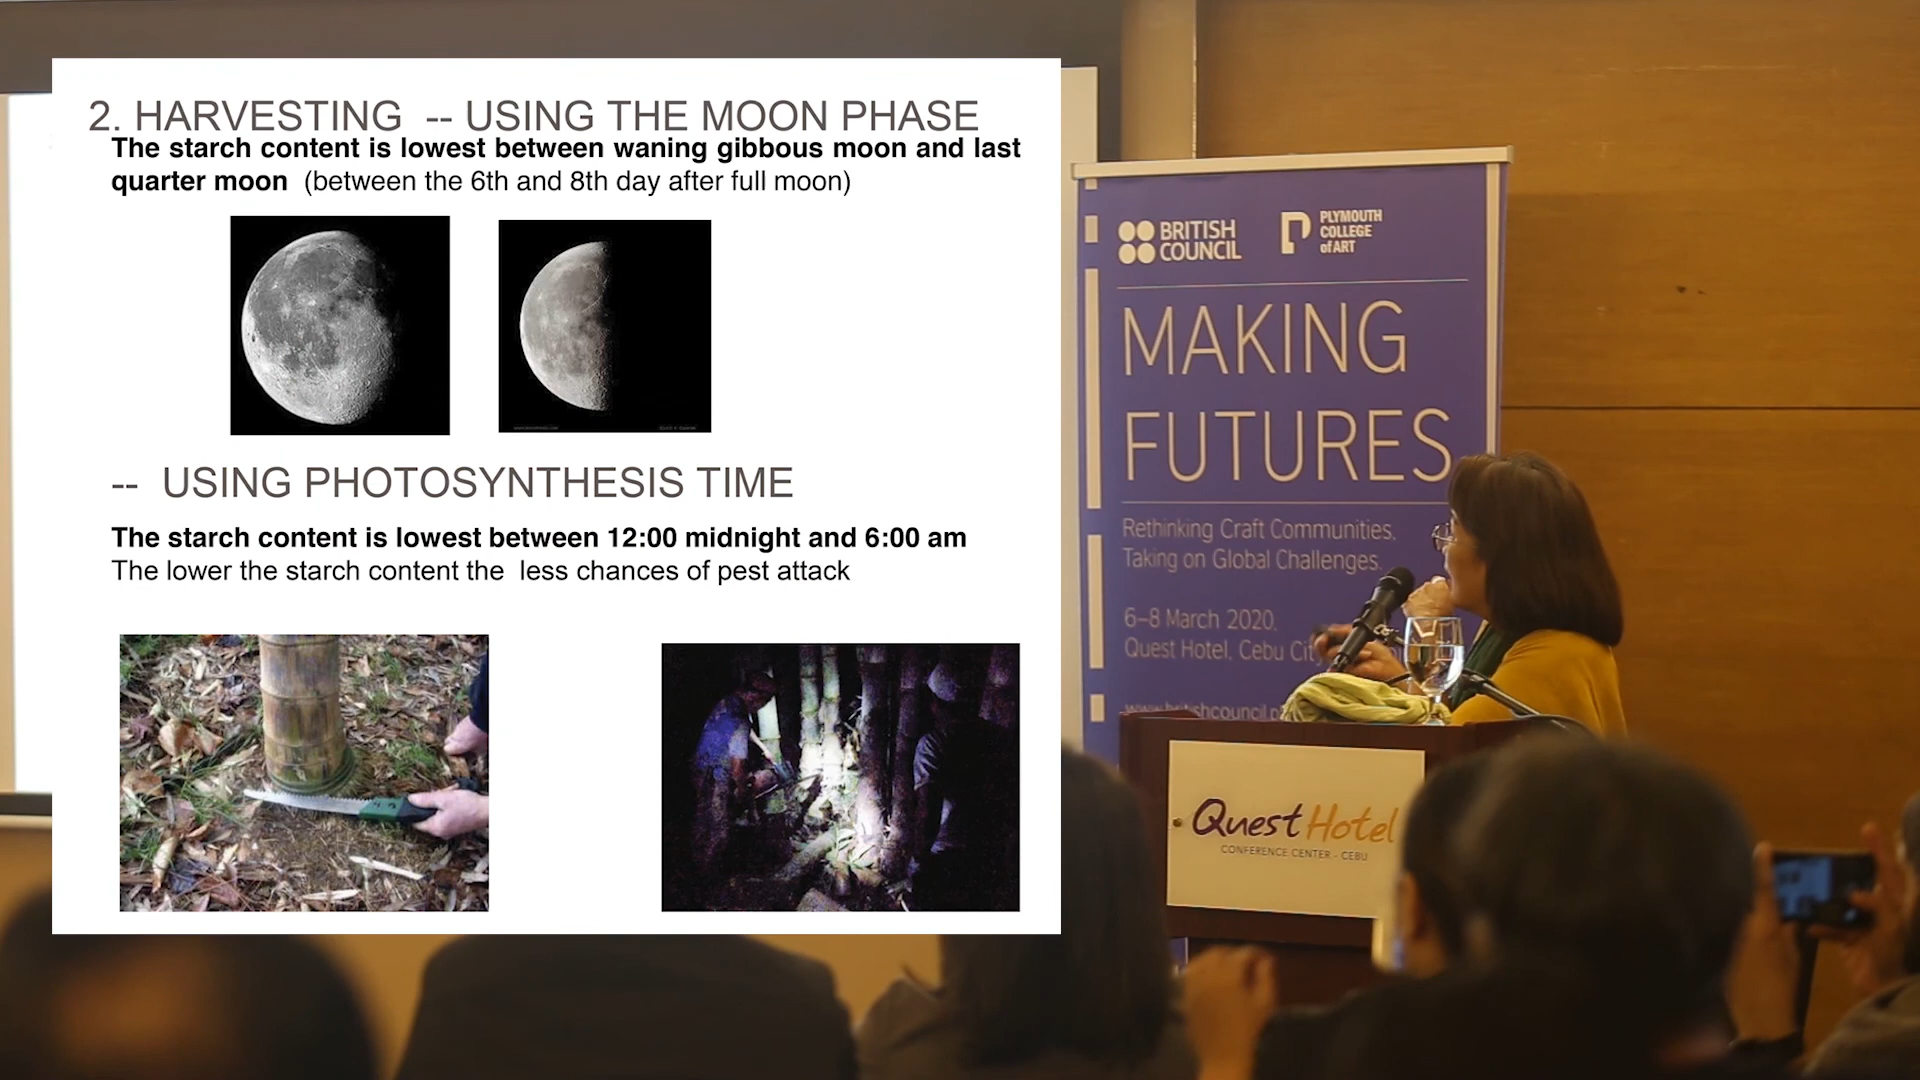 2. HARVESTING -- USING THE MOON PHASE
The starch content is lowest between waning gibbous moon and last
quarter moon (between the 6th and 8th day after full moon)
-- USING PHOTOSYNTHESIS TIME
The starch content is lowest between 12:00 midnight and 6:00 am
The lower the starch content the less chances of pest attack
BRITISH
COUNCIL
PLYMOUTH
COLLEGE
of ART
MAKING
FUTURES
Rethinking Craft Communities,
Taking on Global Challenges.
6–8 March 2020,
Quest Hotel, Cebu
Quest Hotel
CONFERENCE CENTER - CEBU